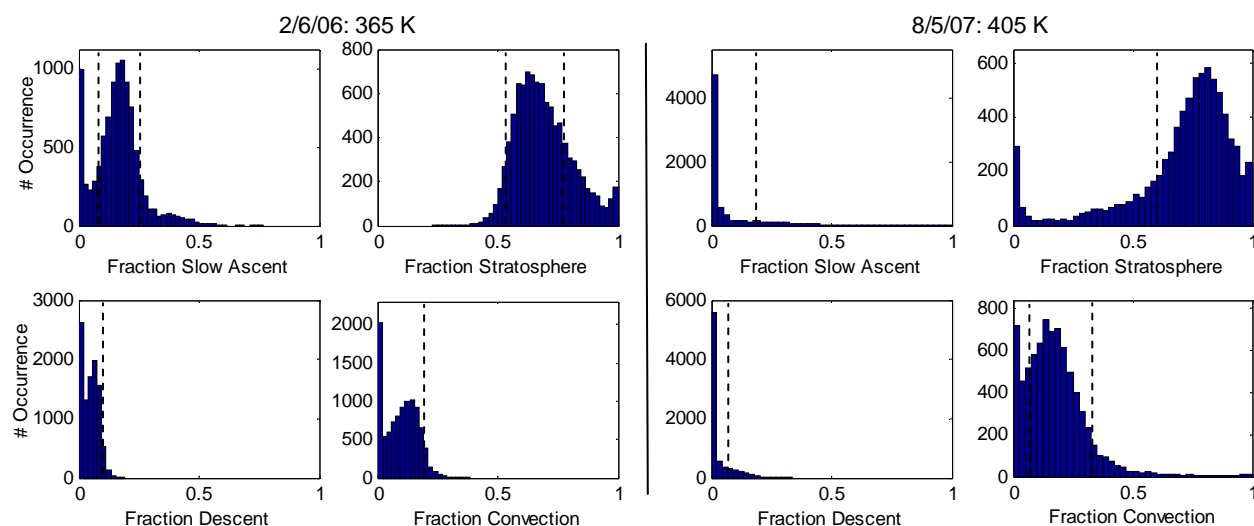 2/6/06: 365 K
8/5/07: 405 K
# Occurrence
1000
500
0
0 0.5 1
Fraction Slow Ascent
800
600
400
200
0
0 0.5 1
Fraction Stratosphere
4000
2000
0
0 0.5 1
Fraction Slow Ascent
600
400
200
0
0 0.5 1
Fraction Stratosphere
# Occurrence
3000
2000
1000
0
0 0.5 1
Fraction Descent
2000
1500
1000
500
0
0 0.5 1
Fraction Convection
6000
4000
2000
0
0 0.5 1
Fraction Descent
800
600
400
200
0
0 0.5 1
Fraction Convection